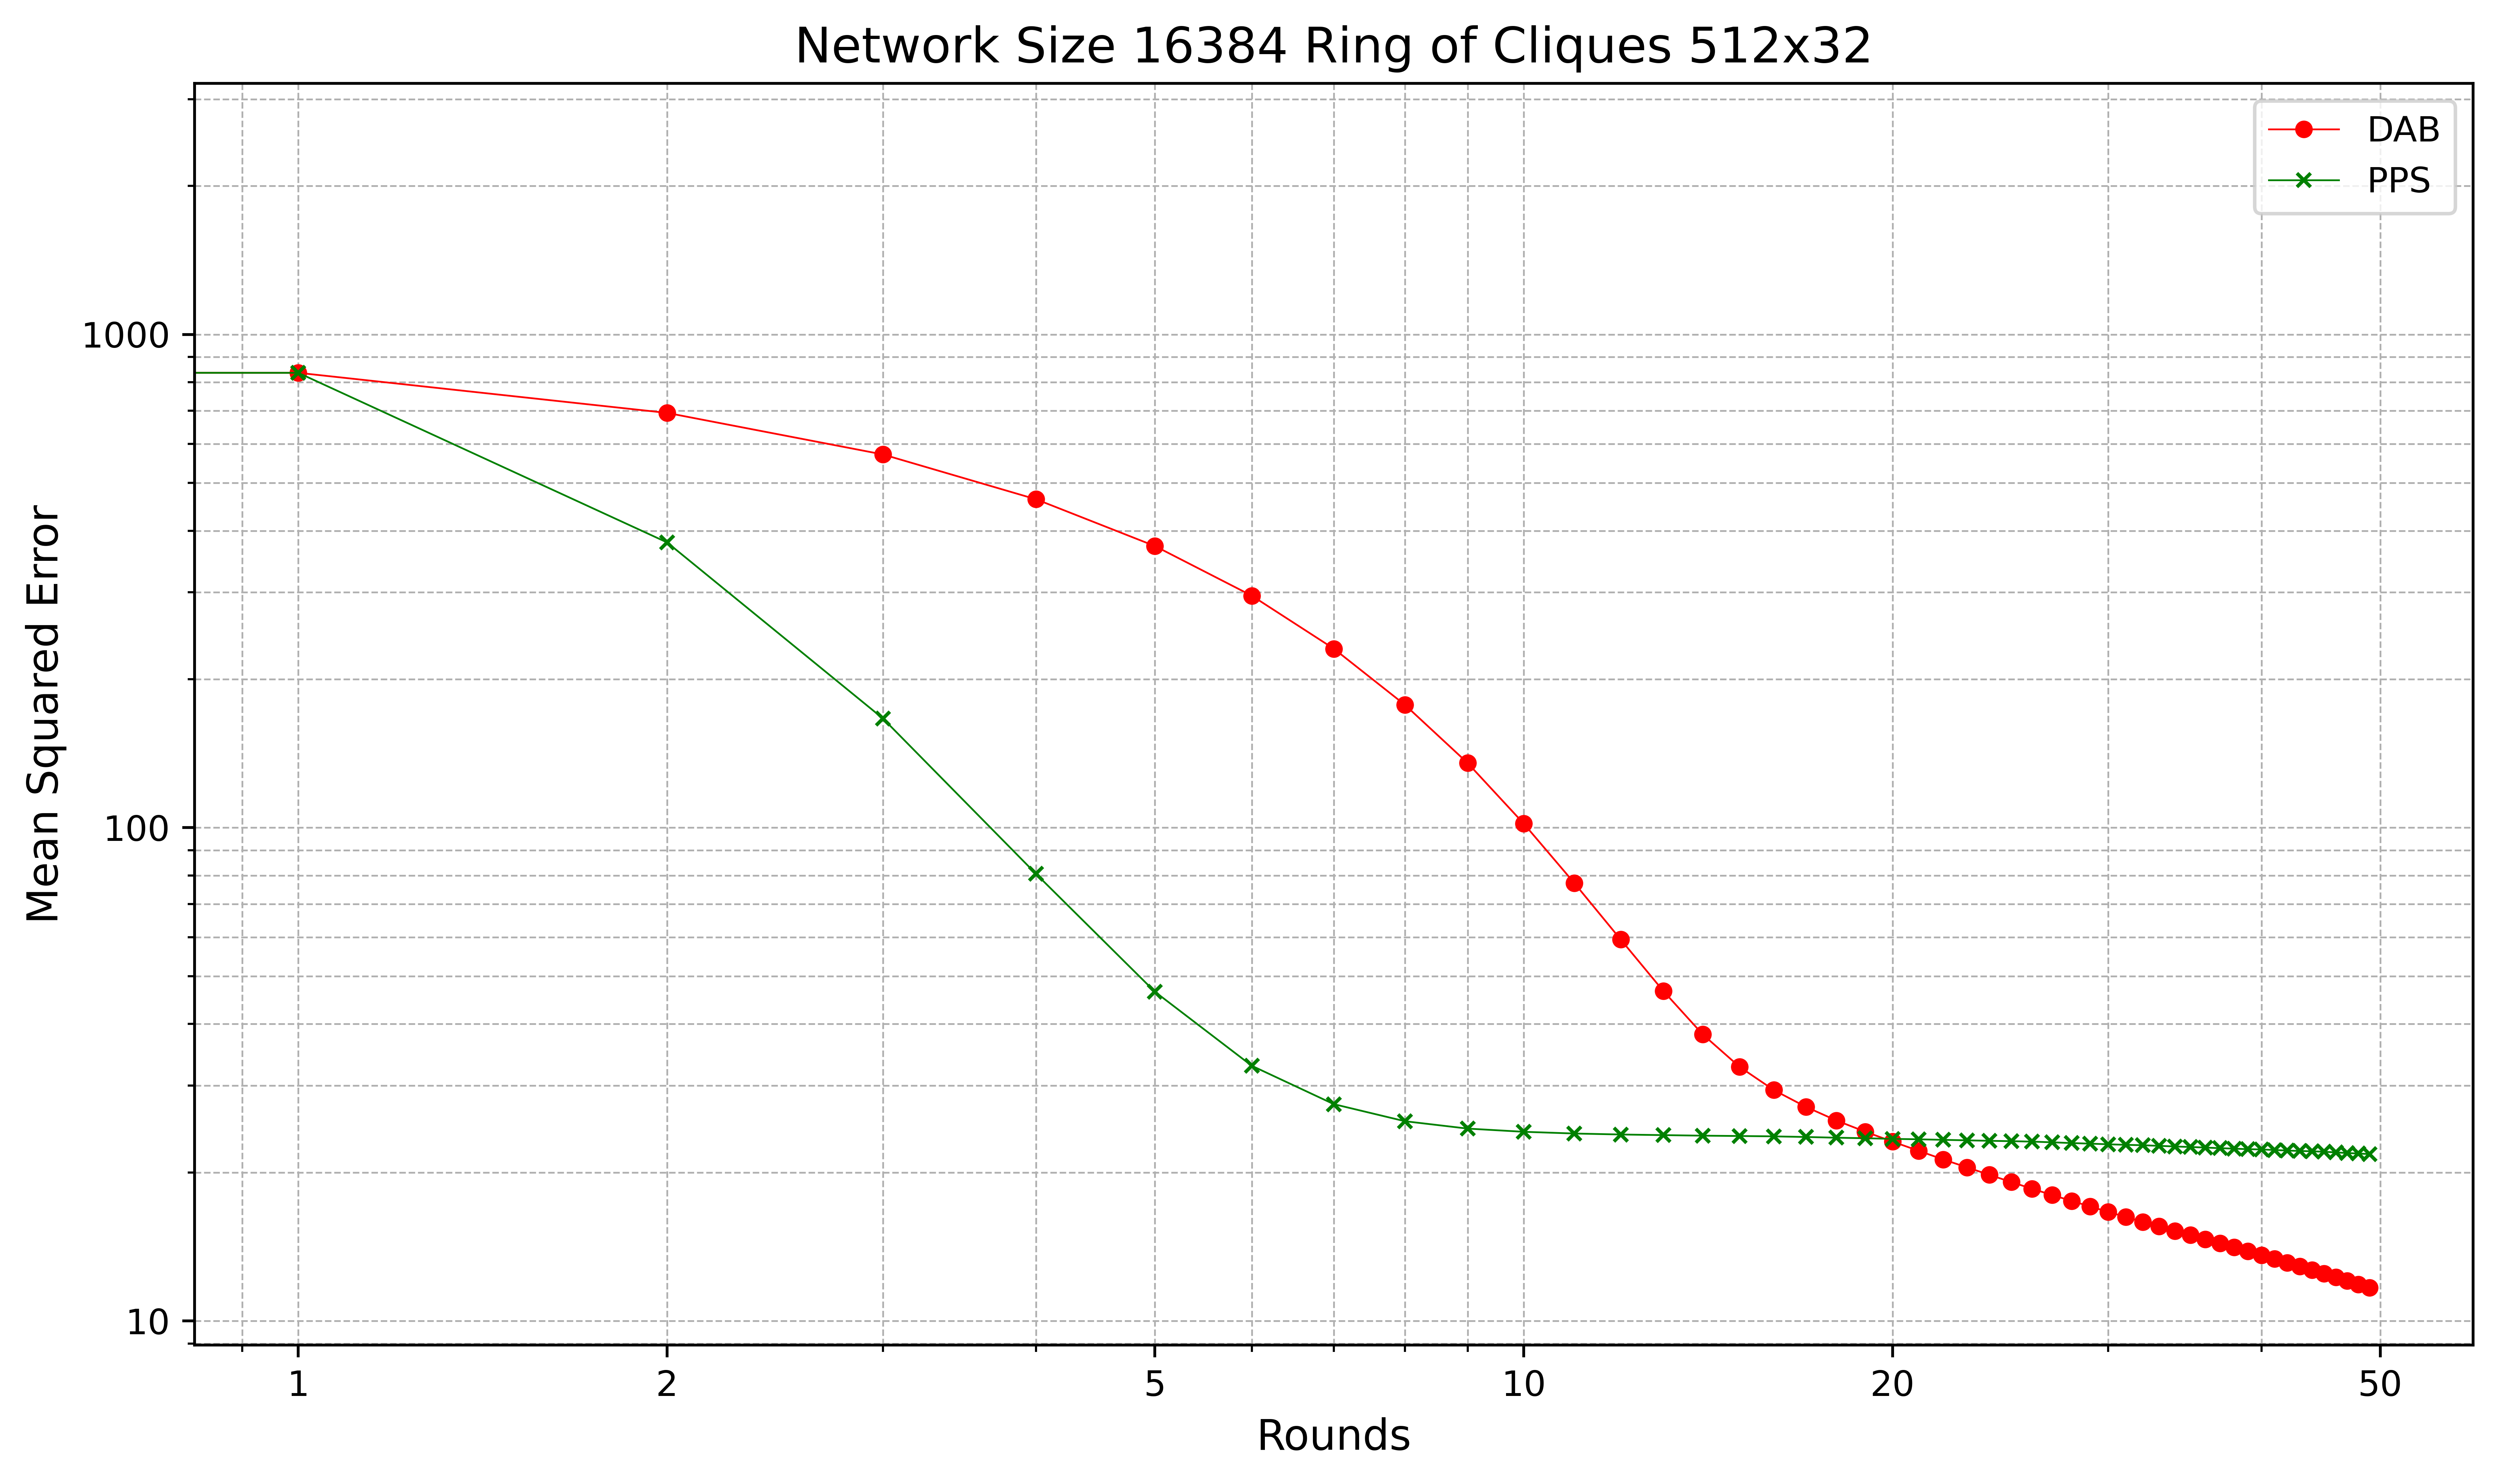 Network Size 16384 Ring of Cliques 512x32
DAB
PPS
Mean Squared Error
1000
100
10
1 2 5 10 20 50
Rounds